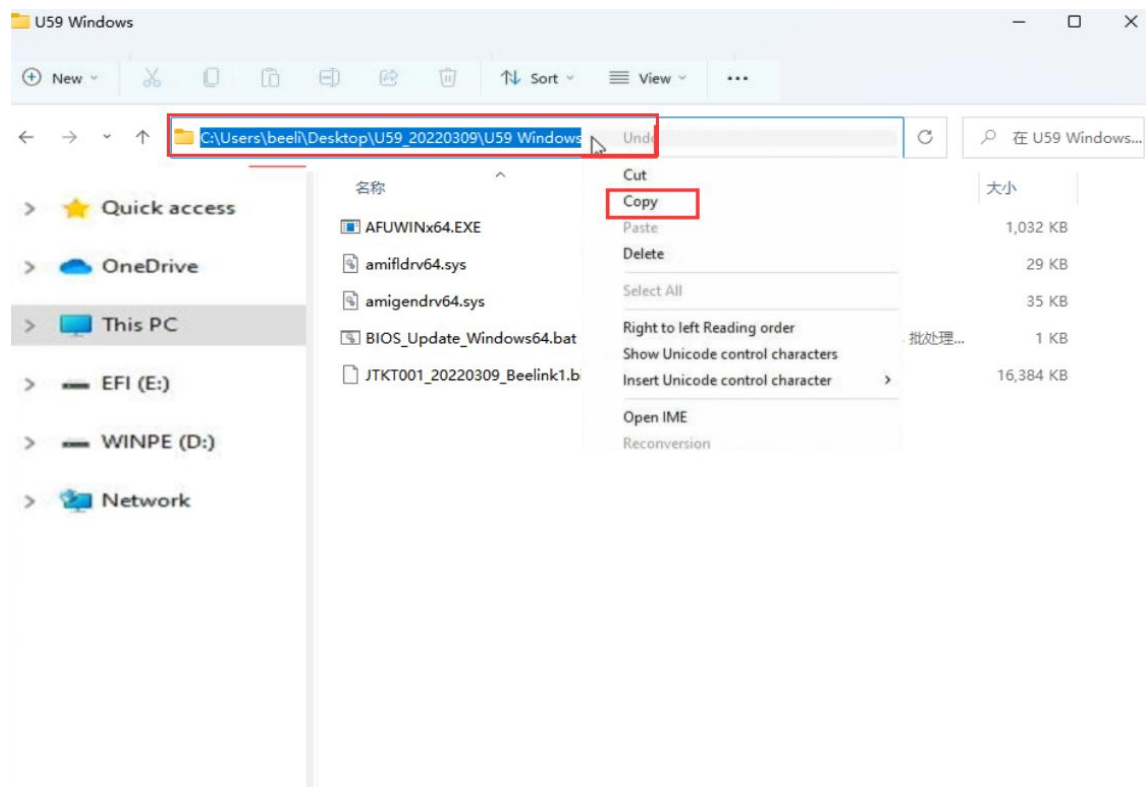 U59 Windows
New Sort View ...
C:\Users\beeli\Desktop\U59_20220309\U59 Windows
在 U59 Windows...
Quick access
OneDrive
This PC
EFI (E:)
WINPE (D:)
Network
名称 大小
AFUWINx64.EXE 1,032 KB
amifldrv64.sys 29 KB
amigendrv64.sys 35 KB
BIOS_Update_Windows64.bat 批处理... 1 KB
JTKT001_20220309_Beelink1.b 16,384 KB
Undo
Cut
Copy
Paste
Delete
Select All
Right to left Reading order
Show Unicode control characters
Insert Unicode control character
Open IME
Reconversion